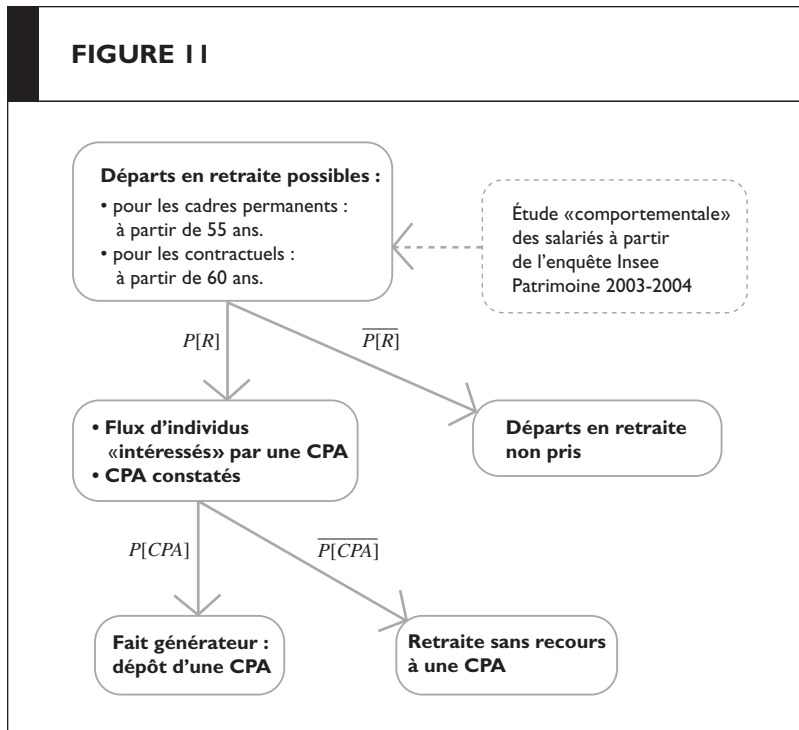 FIGURE 11
Départs en retraite possibles :
• pour les cadres permanents :
à partir de 55 ans.
• pour les contractuels :
à partir de 60 ans.
Étude «comportementale»
des salariés à partir
de l’enquête Insee
Patrimoine 2003-2004
P[R]
\overline{P[R]}
• Flux d’individus
«intéressés» par une CPA
• CPA constatés
Départs en retraite
non pris
P[CPA]
\overline{P[CPA]}
Fait générateur :
dépôt d’une CPA
Retraite sans recours
à une CPA